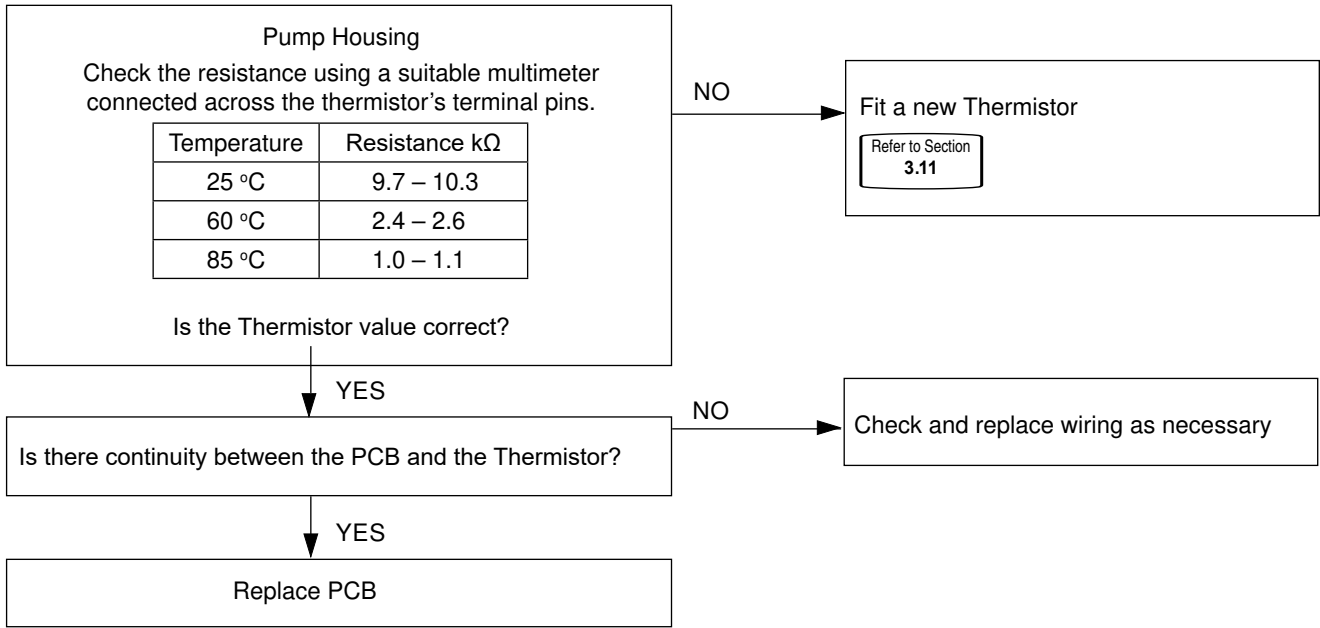 Pump Housing
Check the resistance using a suitable multimeter
connected across the thermistor's terminal pins.
Temperature Resistance kΩ
25 ºC 9.7 – 10.3
60 ºC 2.4 – 2.6
85 ºC 1.0 – 1.1
Is the Thermistor value correct?
NO
Fit a new Thermistor
Refer to Section
3.11
YES
Is there continuity between the PCB and the Thermistor?
NO
Check and replace wiring as necessary
YES
Replace PCB